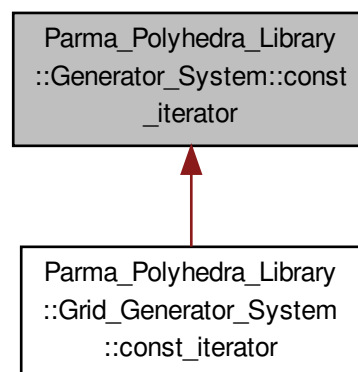 Parma_Polyhedra_Library
::Generator_System::const
_iterator
Parma_Polyhedra_Library
::Grid_Generator_System
::const_iterator